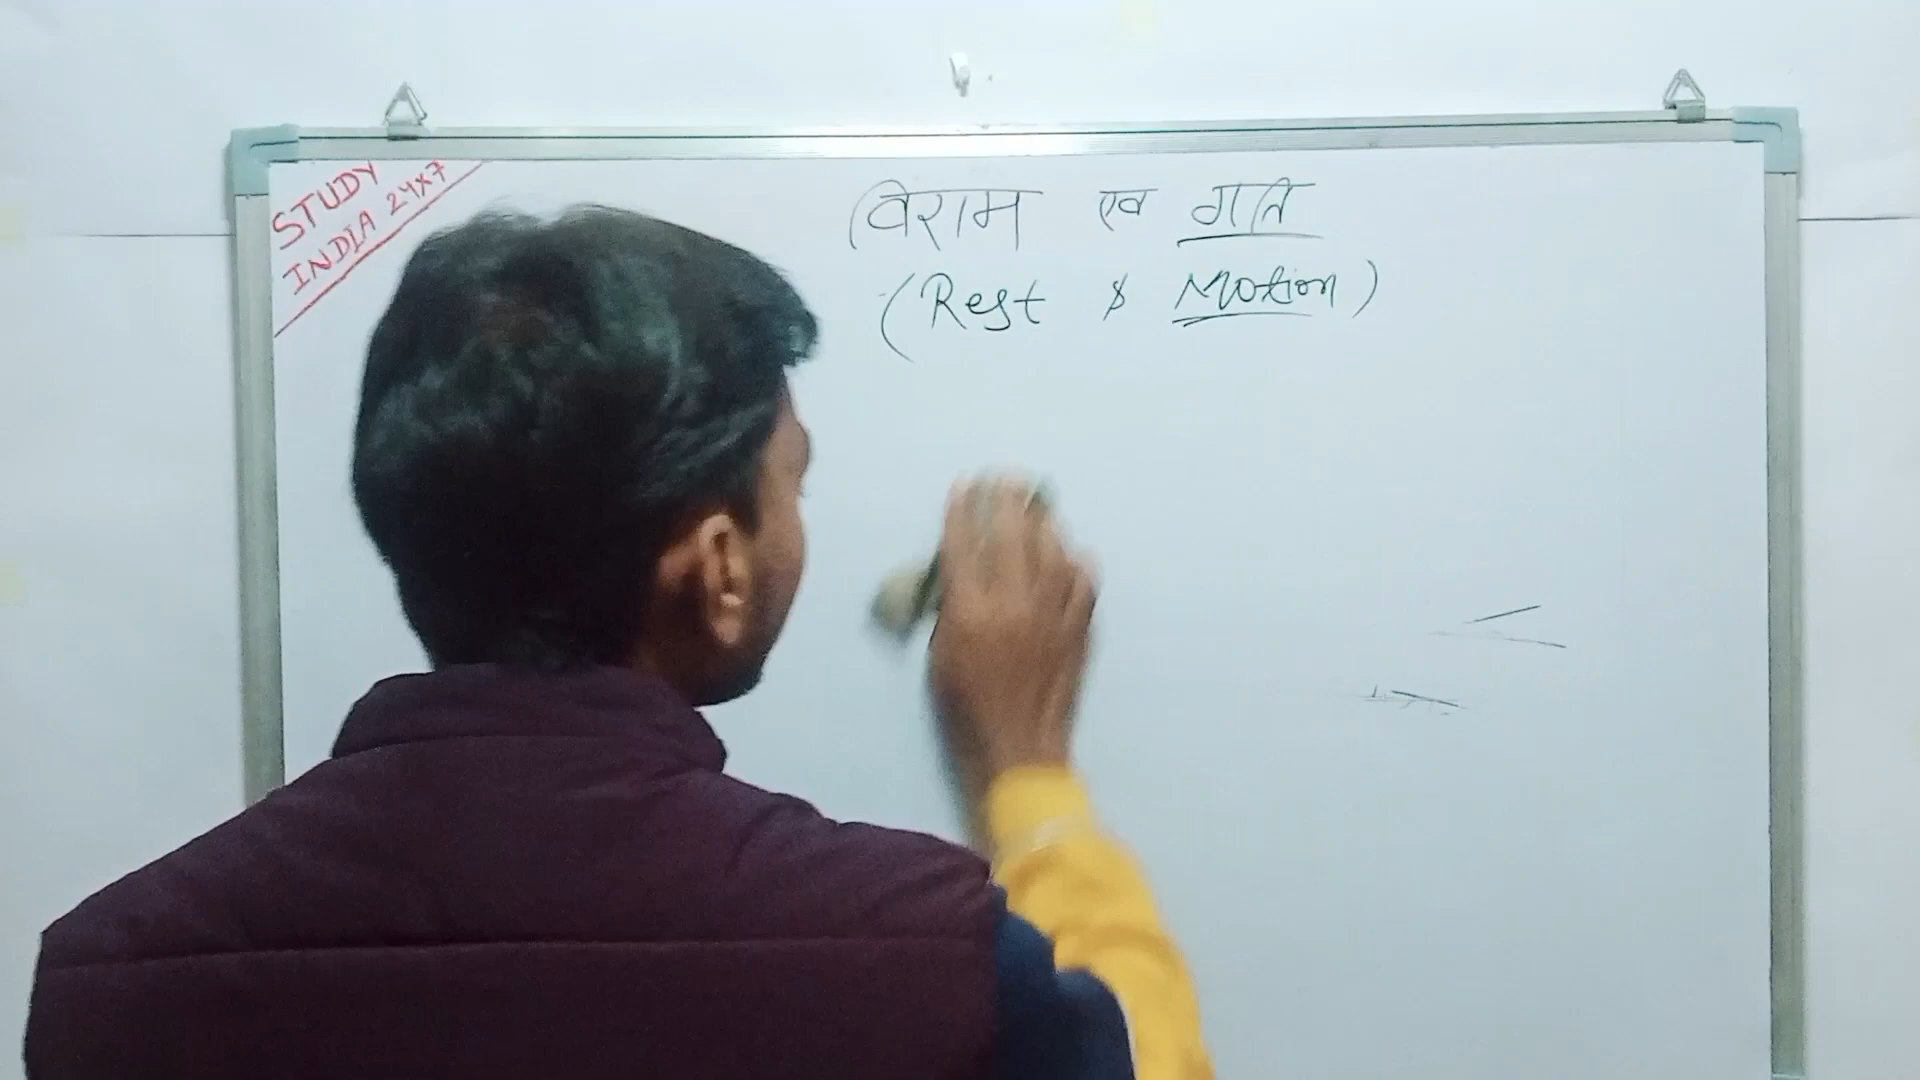 STUDY
INDIA 24x7
विराम एव गति
(Rest & Motion)